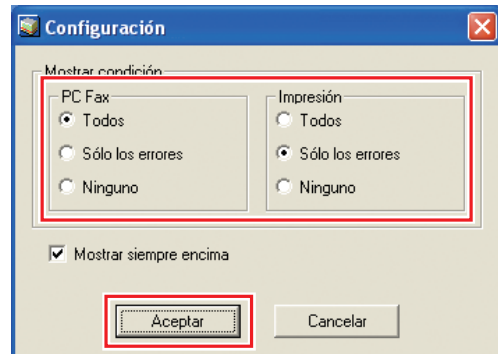 Configuración
Mostrar condición
PC Fax
Todos
Sólo los errores
Ninguno
Impresión
Todos
Sólo los errores
Ninguno
Mostrar siempre encima
Aceptar
Cancelar